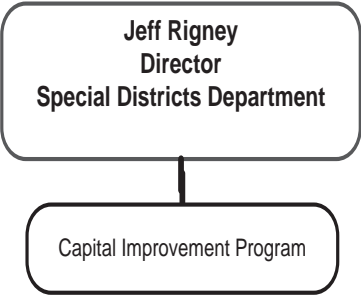 Jeff Rigney
Director
Special Districts Department
Capital Improvement Program